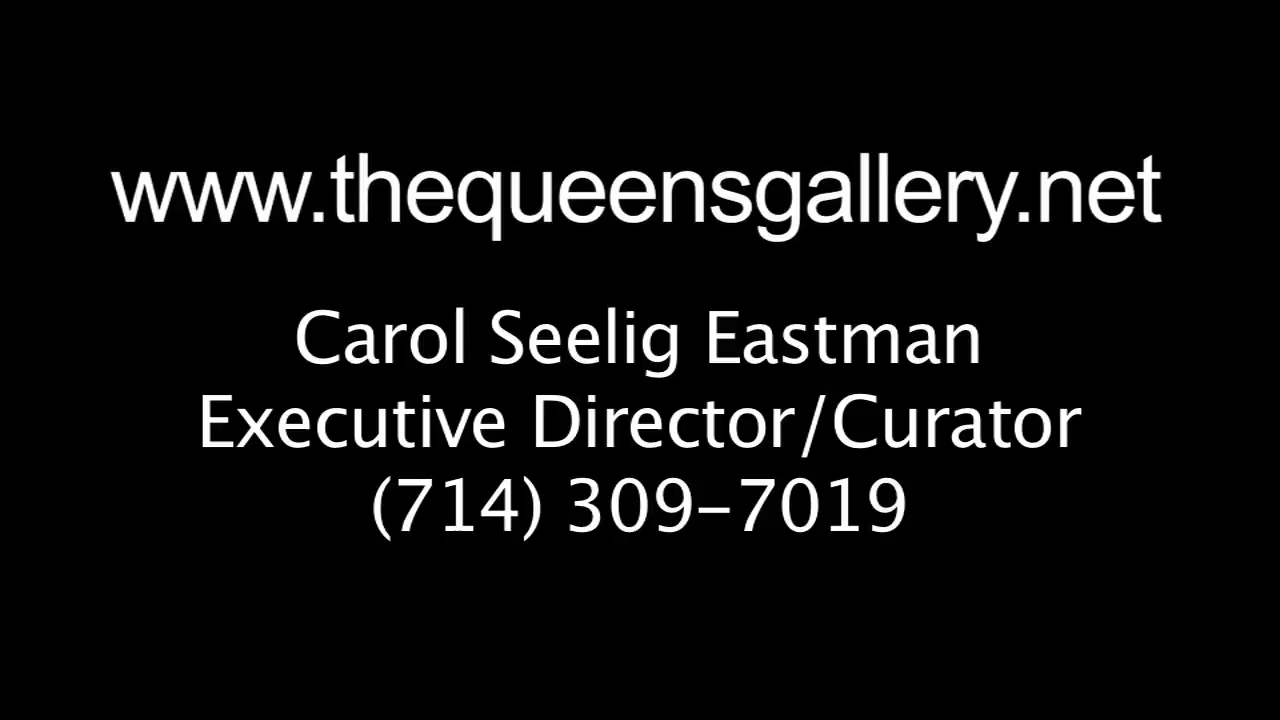 www.thequeensgallery.net
Carol Seelig Eastman
Executive Director/Curator
(714) 309-7019